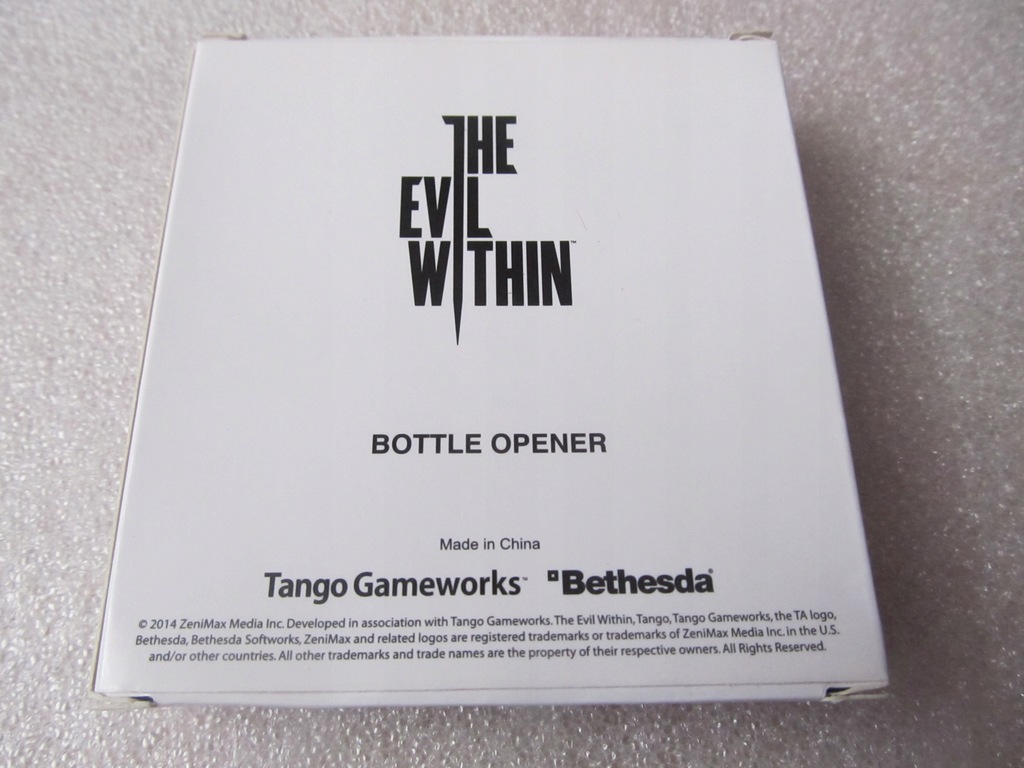 THE
EVIL
WITHIN™
BOTTLE OPENER
Made in China
Tango Gameworks™ Bethesda®
© 2014 ZeniMax Media Inc. Developed in association with Tango Gameworks. The Evil Within, Tango, Tango Gameworks, the TA logo,
Bethesda, Bethesda Softworks, ZeniMax and related logos are registered trademarks or trademarks of ZeniMax Media Inc. in the U.S.
and/or other countries. All other trademarks and trade names are the property of their respective owners. All Rights Reserved.